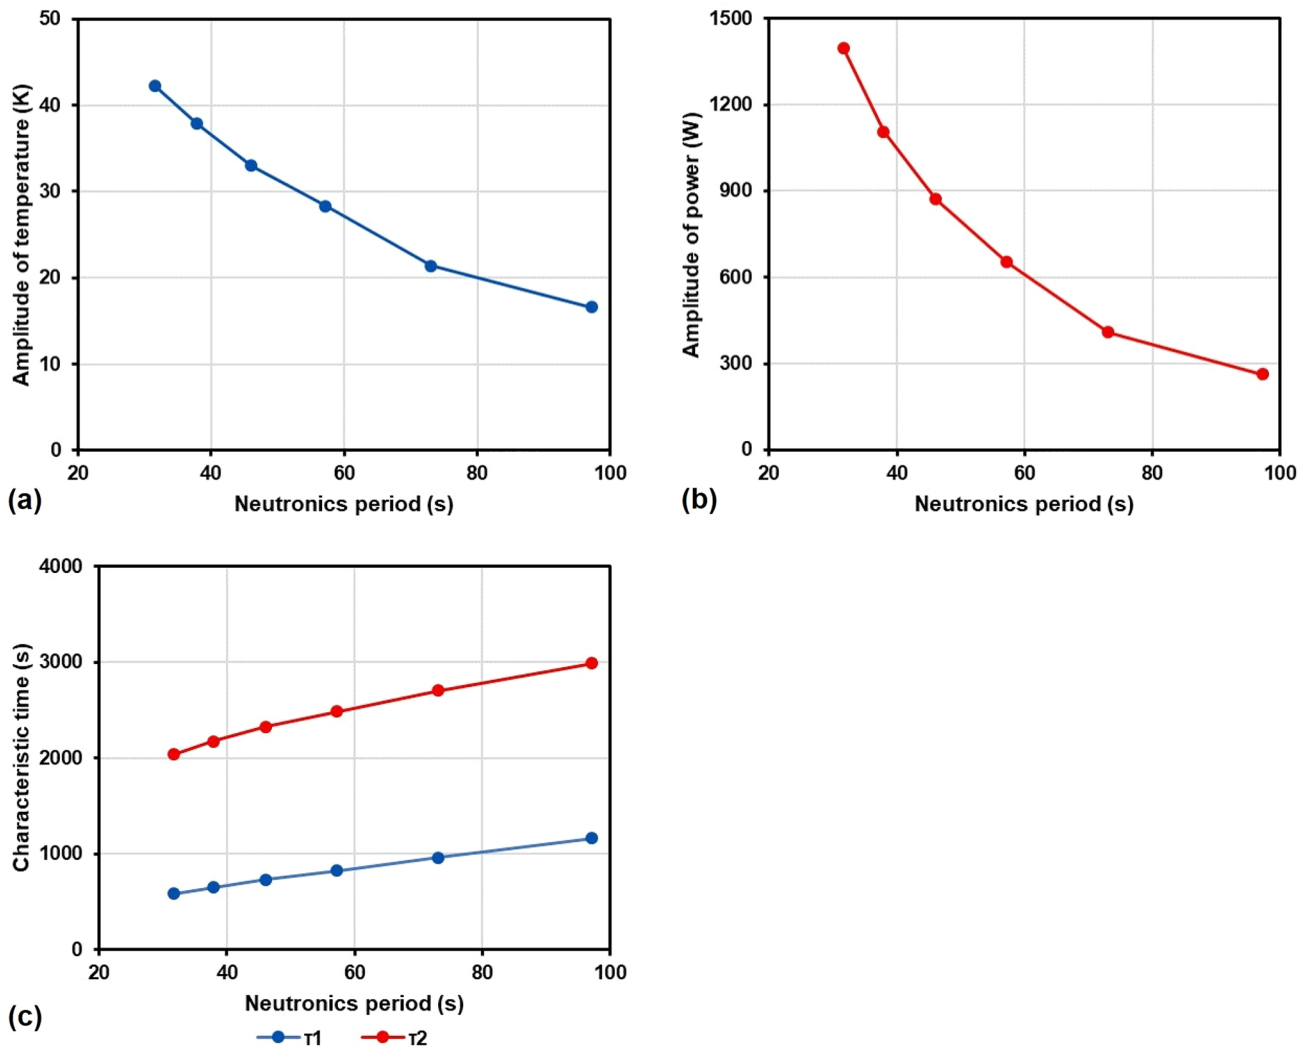 50
40
30
20
10
0
20 40 60 80 100
Amplitude of temperature (K)
Neutronics period (s)
(a)
1500
1200
900
600
300
0
20 40 60 80 100
Amplitude of power (W)
Neutronics period (s)
(b)
4000
3000
2000
1000
0
20 40 60 80 100
Characteristic time (s)
Neutronics period (s)
(c)
τ1 τ2